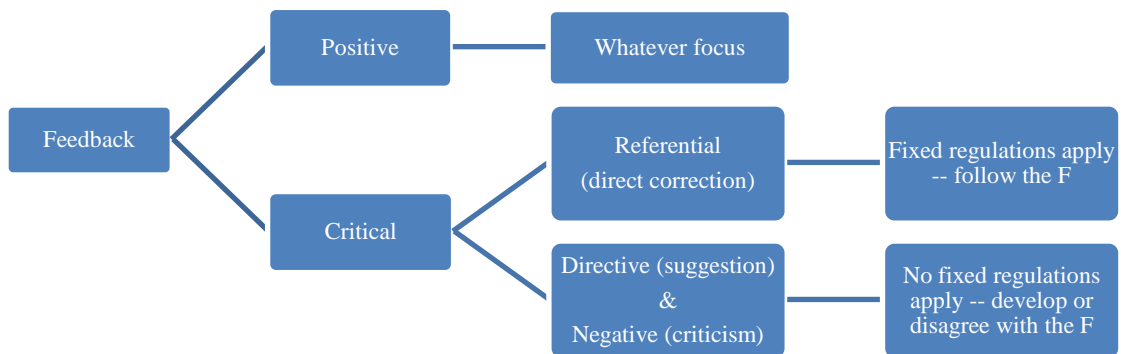 Positive
Whatever focus
Feedback
Referential
(direct correction)
Fixed regulations apply
-- follow the F
Critical
Directive (suggestion)
&
Negative (criticism)
No fixed regulations
apply -- develop or
disagree with the F